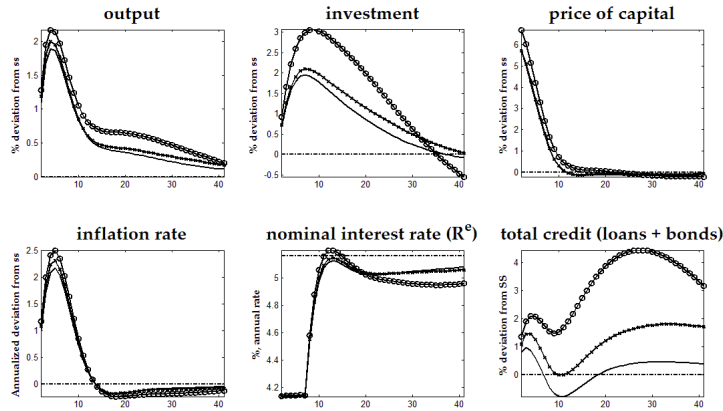 output
investment
price of capital
% deviation from ss
2
1.5
1
0.5
0
10 20 30 40
% deviation from ss
3
2.5
2
1.5
1
0.5
0
-0.5
10 20 30 40
% deviation from ss
6
5
4
3
2
1
0
10 20 30 40
inflation rate
nominal interest rate (Rᵉ)
total credit (loans + bonds)
Annualized deviation from ss
2.5
2
1.5
1
0.5
0
10 20 30 40
%, annual rate
5
4.8
4.6
4.4
4.2
10 20 30 40
% deviation from SS
4
3
2
1
0
10 20 30 40